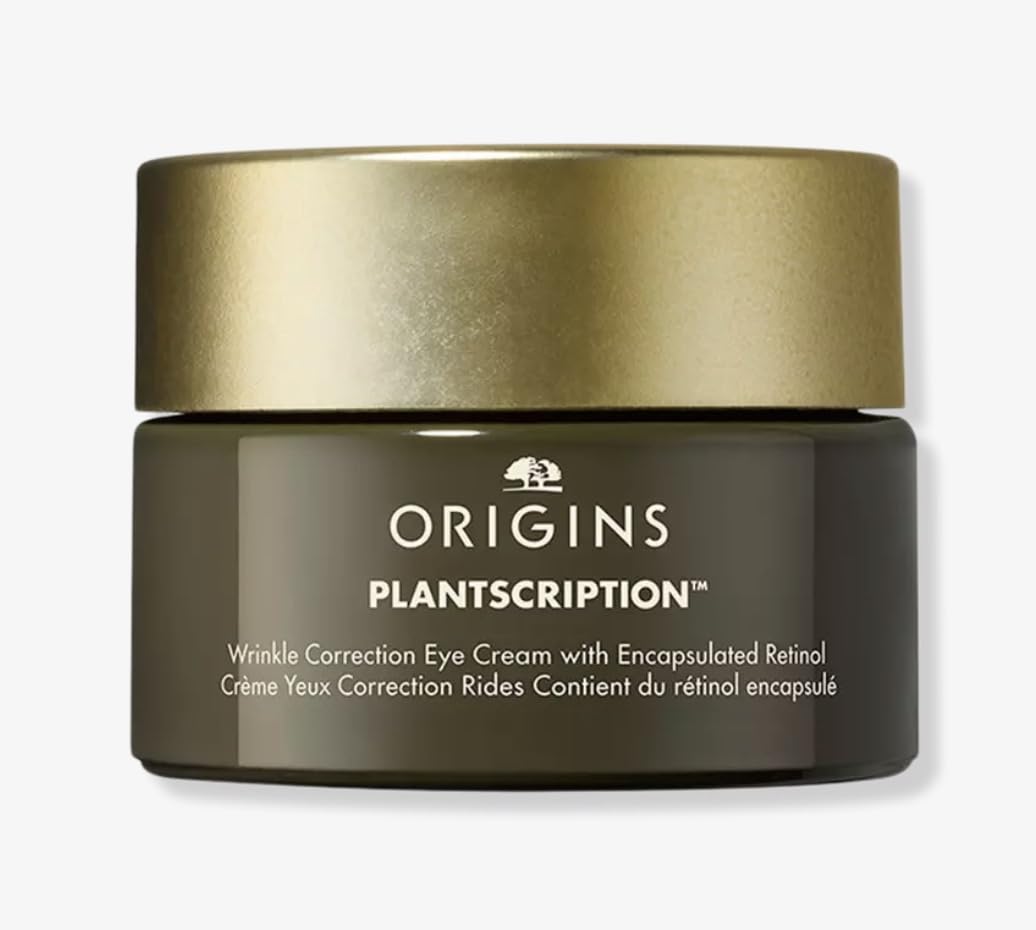 ORIGINS
PLANTSCRIPTION™
Wrinkle Correction Eye Cream with Encapsulated Retinol
Crème Yeux Correction Rides Contient du rétinol encapsulé